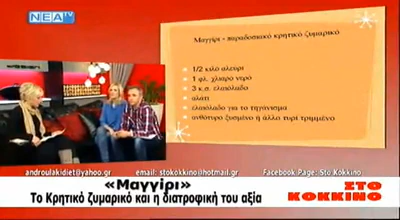 NEA TV
Μαγγίρι - παραδοσιακό κρητικό ζυμαρικό
1/2 κιλό αλεύρι
1 φλ. χλιαρό νερό
3 κ.σ. ελαιόλαδο
αλάτι
ελαιόλαδο για το τηγάνισμα
ανθότυρο ξυσμένο ή άλλο τυρί τριμμένο
androulakidiet@yahoo.gr email: stokokkino@hotmail.gr Facebook Page: Sto Kokkino
«Μαγγίρι»
Το Κρητικό ζυμαρικό και η διατροφική του αξία
ΣΤΟ
ΚΟΚΚΙΝΟ